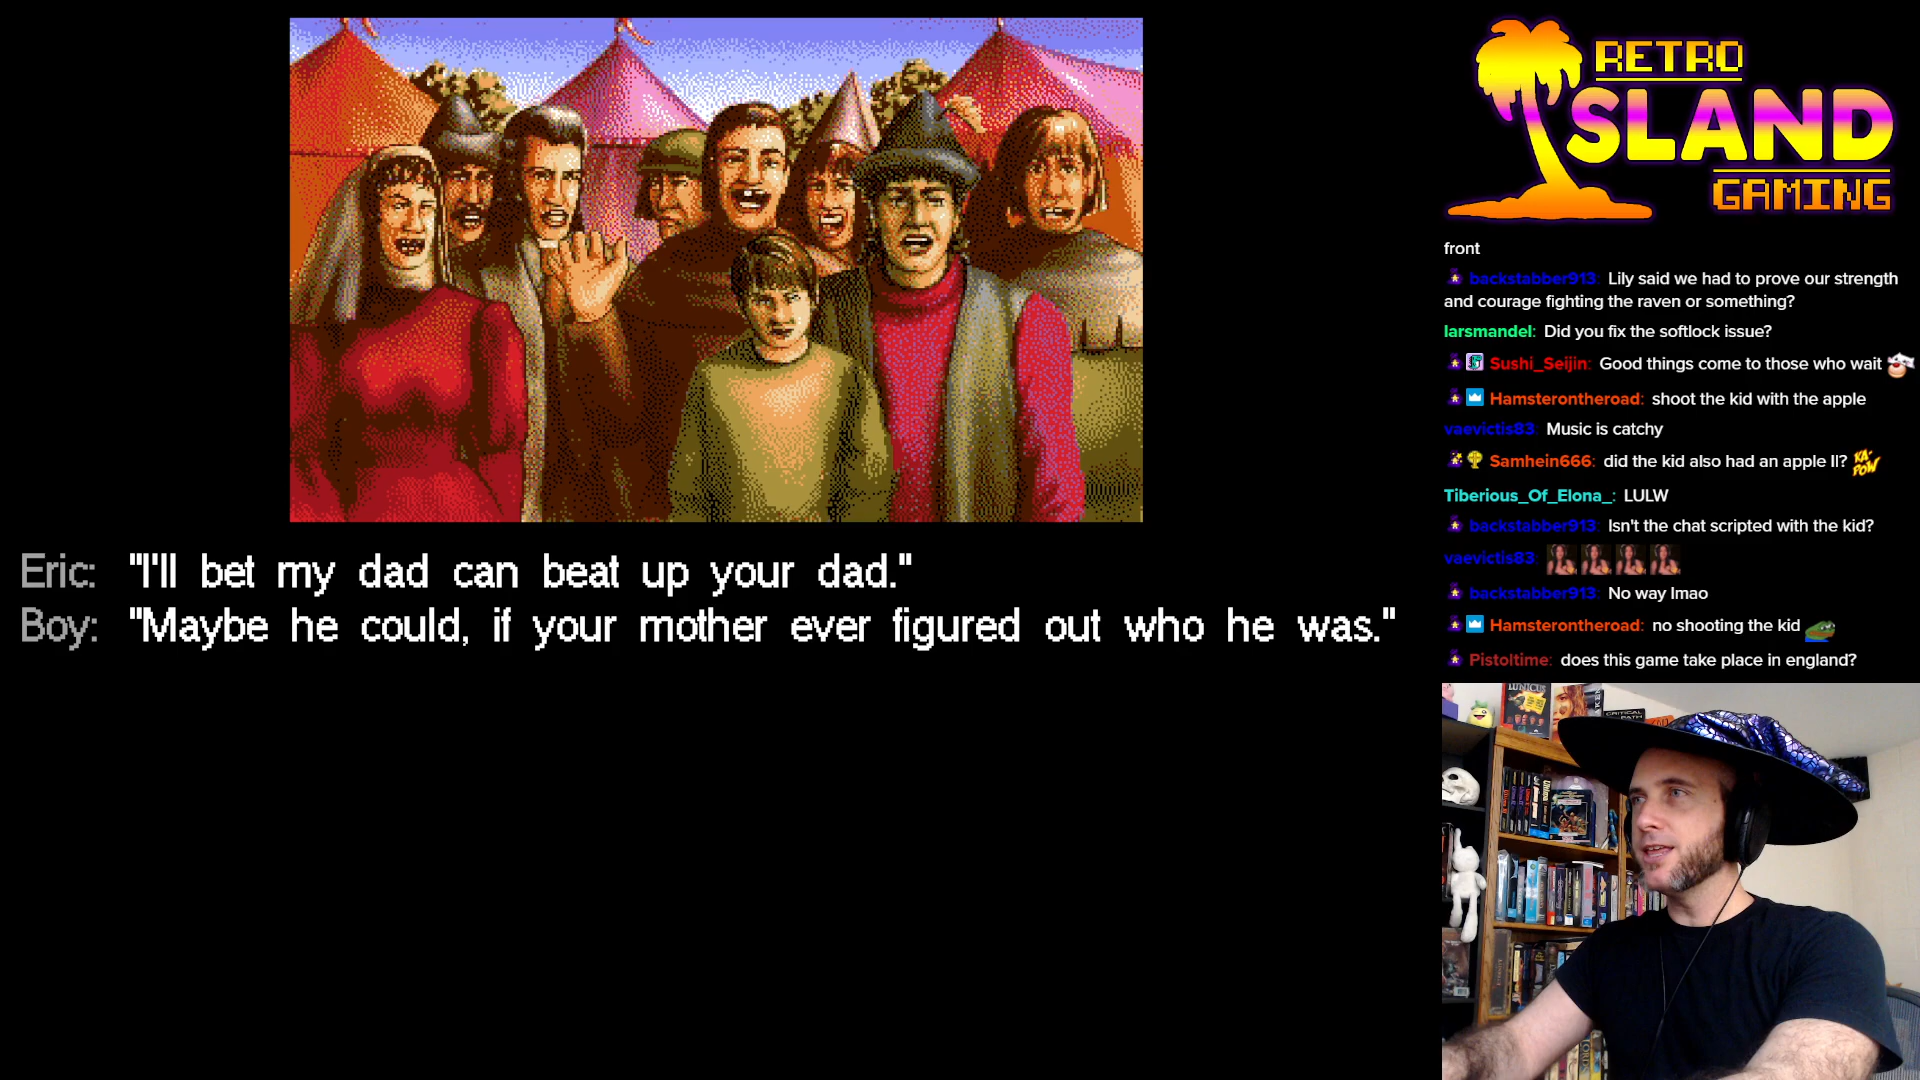 RETRO
ISLAND
GAMING
front
backstabber913: Lily said we had to prove our strength
and courage fighting the raven or something?
larsmandel: Did you fix the softlock issue?
Sushi_Seijin: Good things come to those who wait
Hamsterontheroad: shoot the kid with the apple
vaevictis83: Music is catchy
Samhein666: did the kid also had an apple II?
KA-POW
Tiberious_Of_Elona_: LULW
backstabber913: Isn't the chat scripted with the kid?
vaevictis83:
backstabber913: No way lmao
Hamsterontheroad: no shooting the kid
Pistoltime: does this game take place in england?
Eric: "I'll bet my dad can beat up your dad."
Boy: "Maybe he could, if your mother ever figured out who he was."
LUNICUS
CRITICAL
PATH